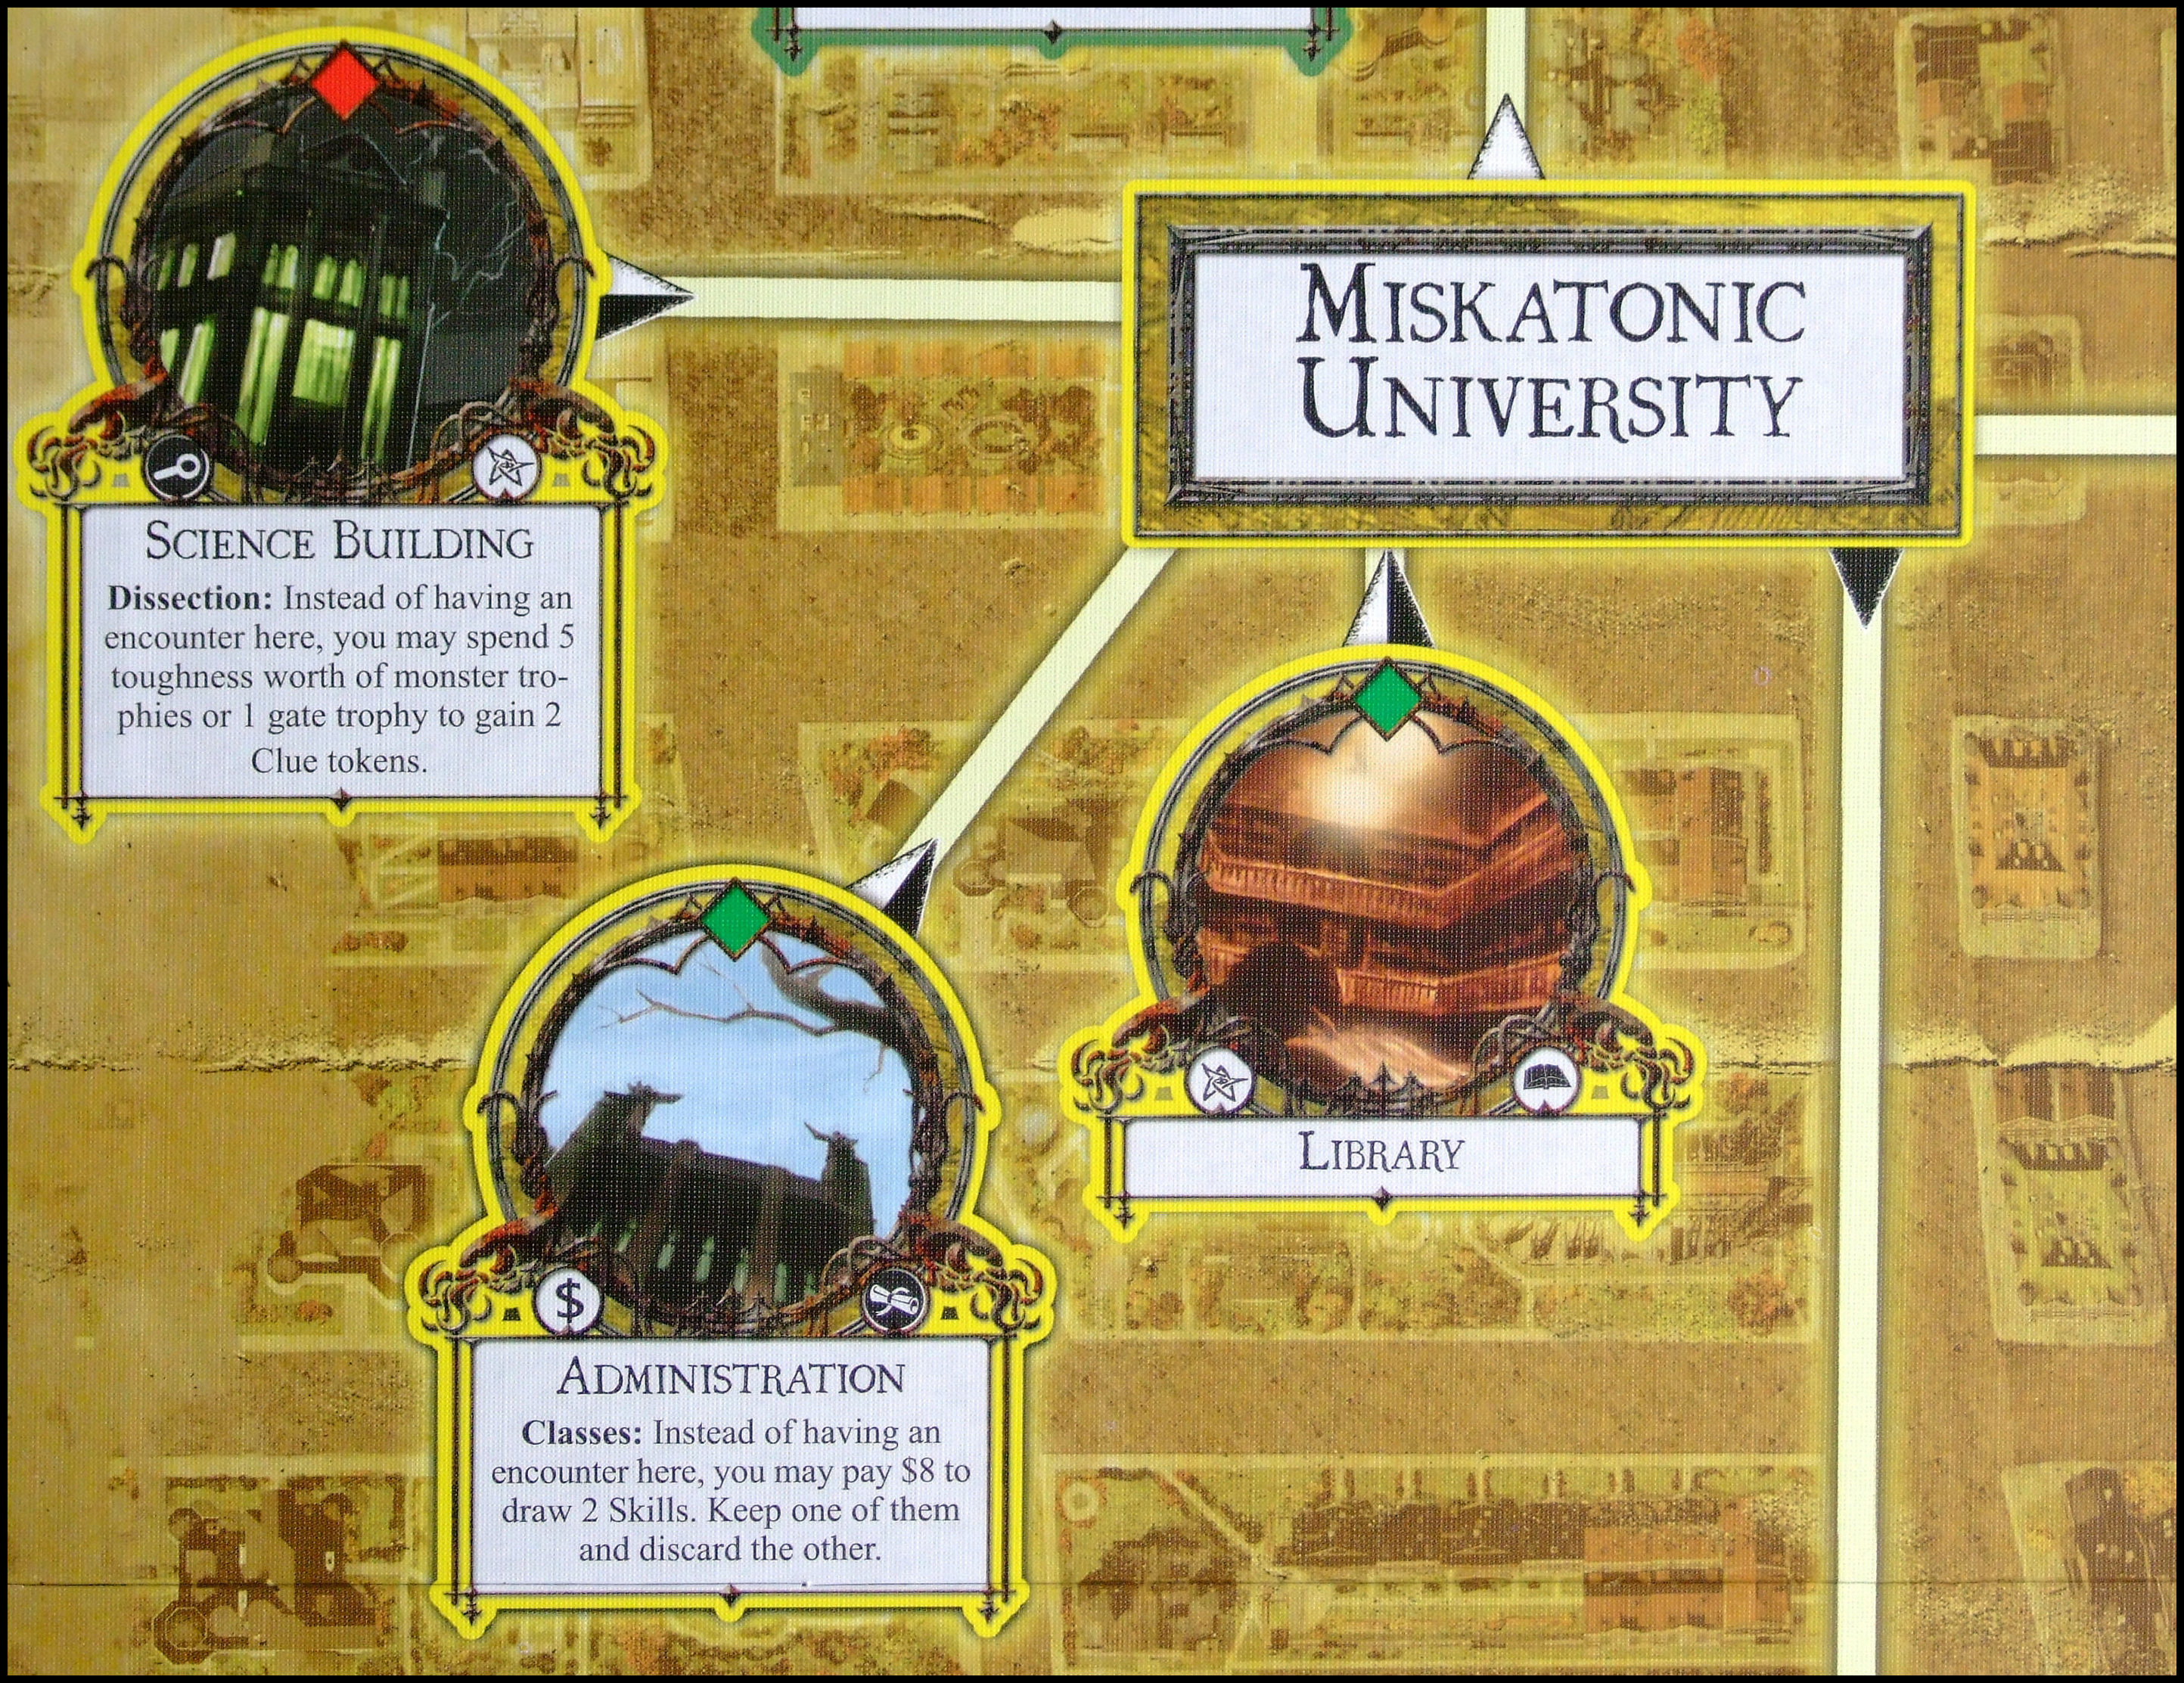 MISKATONIC
UNIVERSITY
SCIENCE BUILDING
Dissection: Instead of having an
encounter here, you may spend 5
toughness worth of monster tro-
phies or 1 gate trophy to gain 2
Clue tokens.
LIBRARY
$
ADMINISTRATION
Classes: Instead of having an
encounter here, you may pay $8 to
draw 2 Skills. Keep one of them
and discard the other.